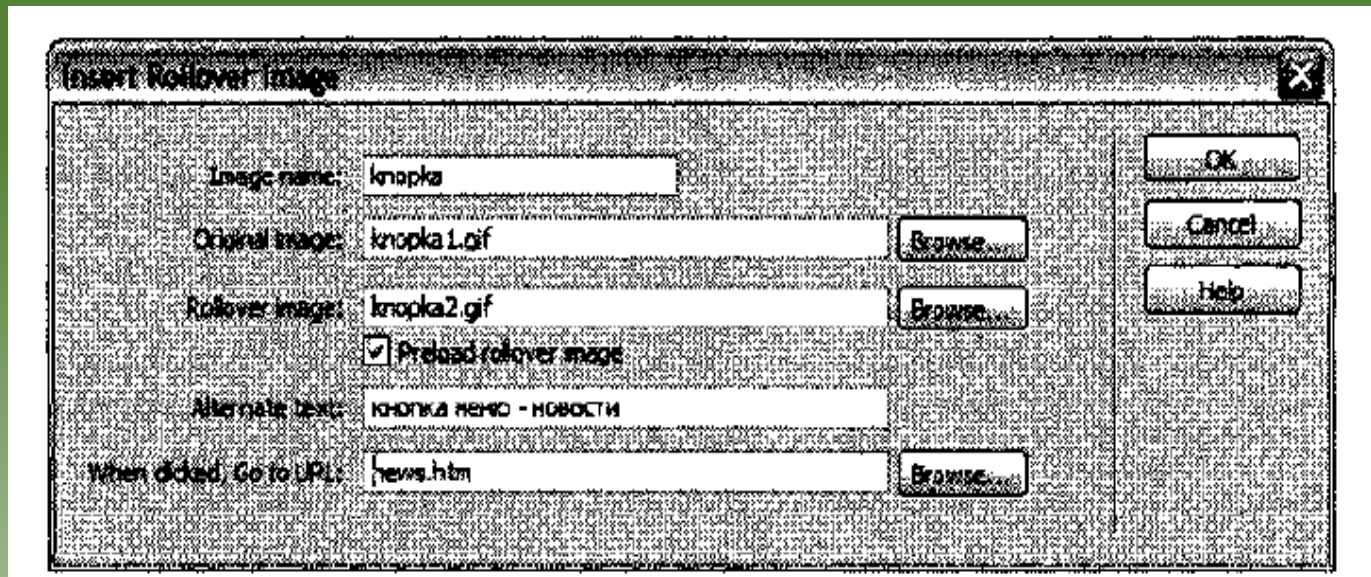 Insert Rollover Image
Image name: knopka
OK
Original image: knopka1.gif Browse...
Cancel
Rollover image: knopka2.gif Browse...
Help
Preload rollover image
Alternate text: кнопка меню - новости
When clicked, Go to URL: news.htm Browse...